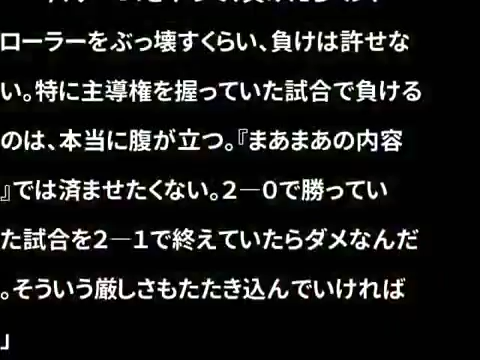 ローラーをぶっ壊すくらい、負けは許せな
い。特に主導権を握っていた試合で負ける
のは、本当に腹が立つ。『まあまあの内容
』では済ませたくない。２―０で勝ってい
た試合を２―１で終えていたらダメなんだ
。そういう厳しさもたたき込んでいければ
」